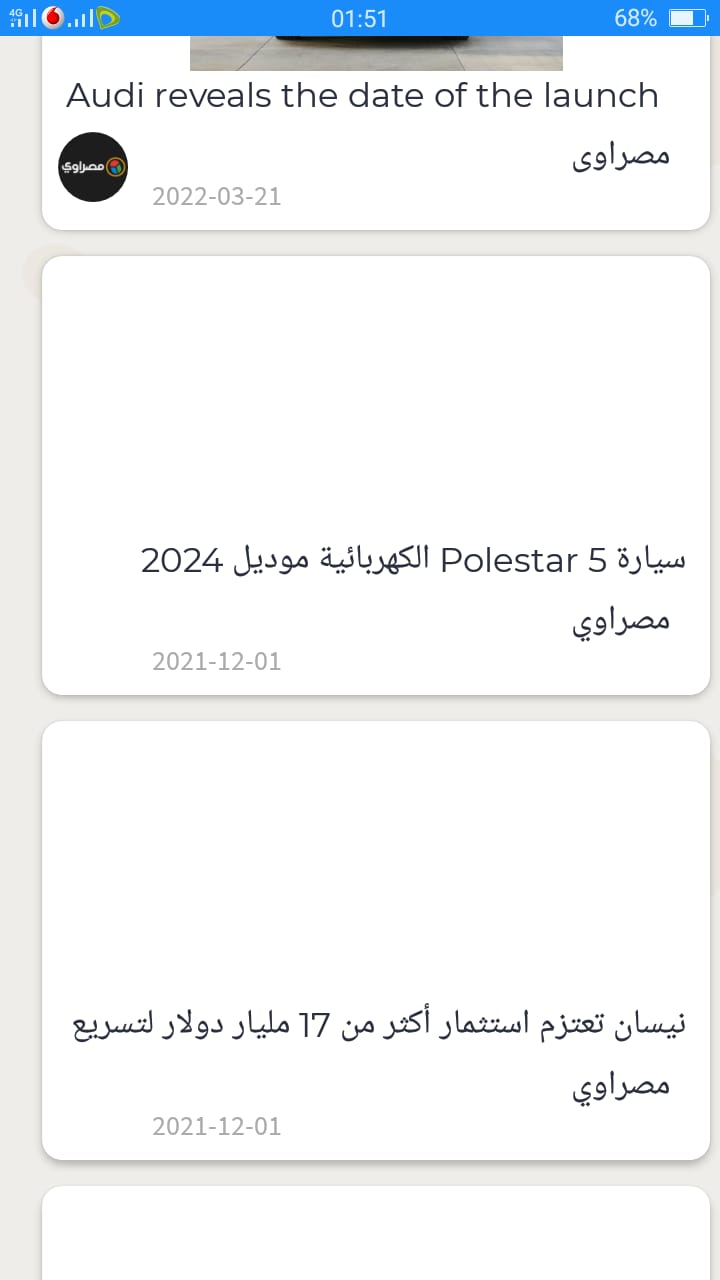 4G 01:51 68%
Audi reveals the date of the launch
مصراوى
مصراوي
2022-03-21
سيارة Polestar 5 الكهربائية موديل 2024
مصراوي
2021-12-01
نيسان تعتزم استثمار أكثر من 17 مليار دولار لتسريع
مصراوي
2021-12-01